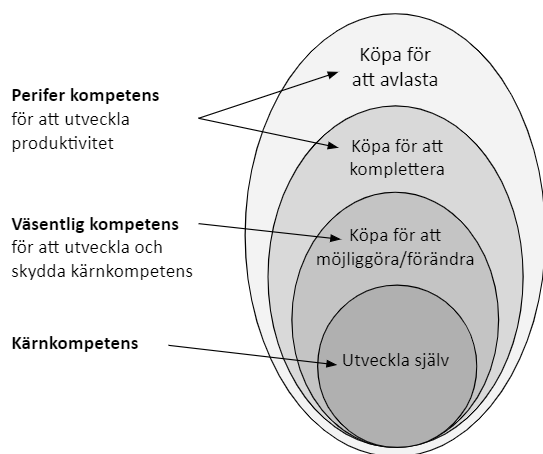 Köpa för
att avlasta
Perifer kompetens
för att utveckla
produktivitet
Köpa för att
komplettera
Väsentlig kompetens
för att utveckla och
skydda kärnkompetens
Köpa för att
möjliggöra/förändra
Kärnkompetens
Utveckla själv